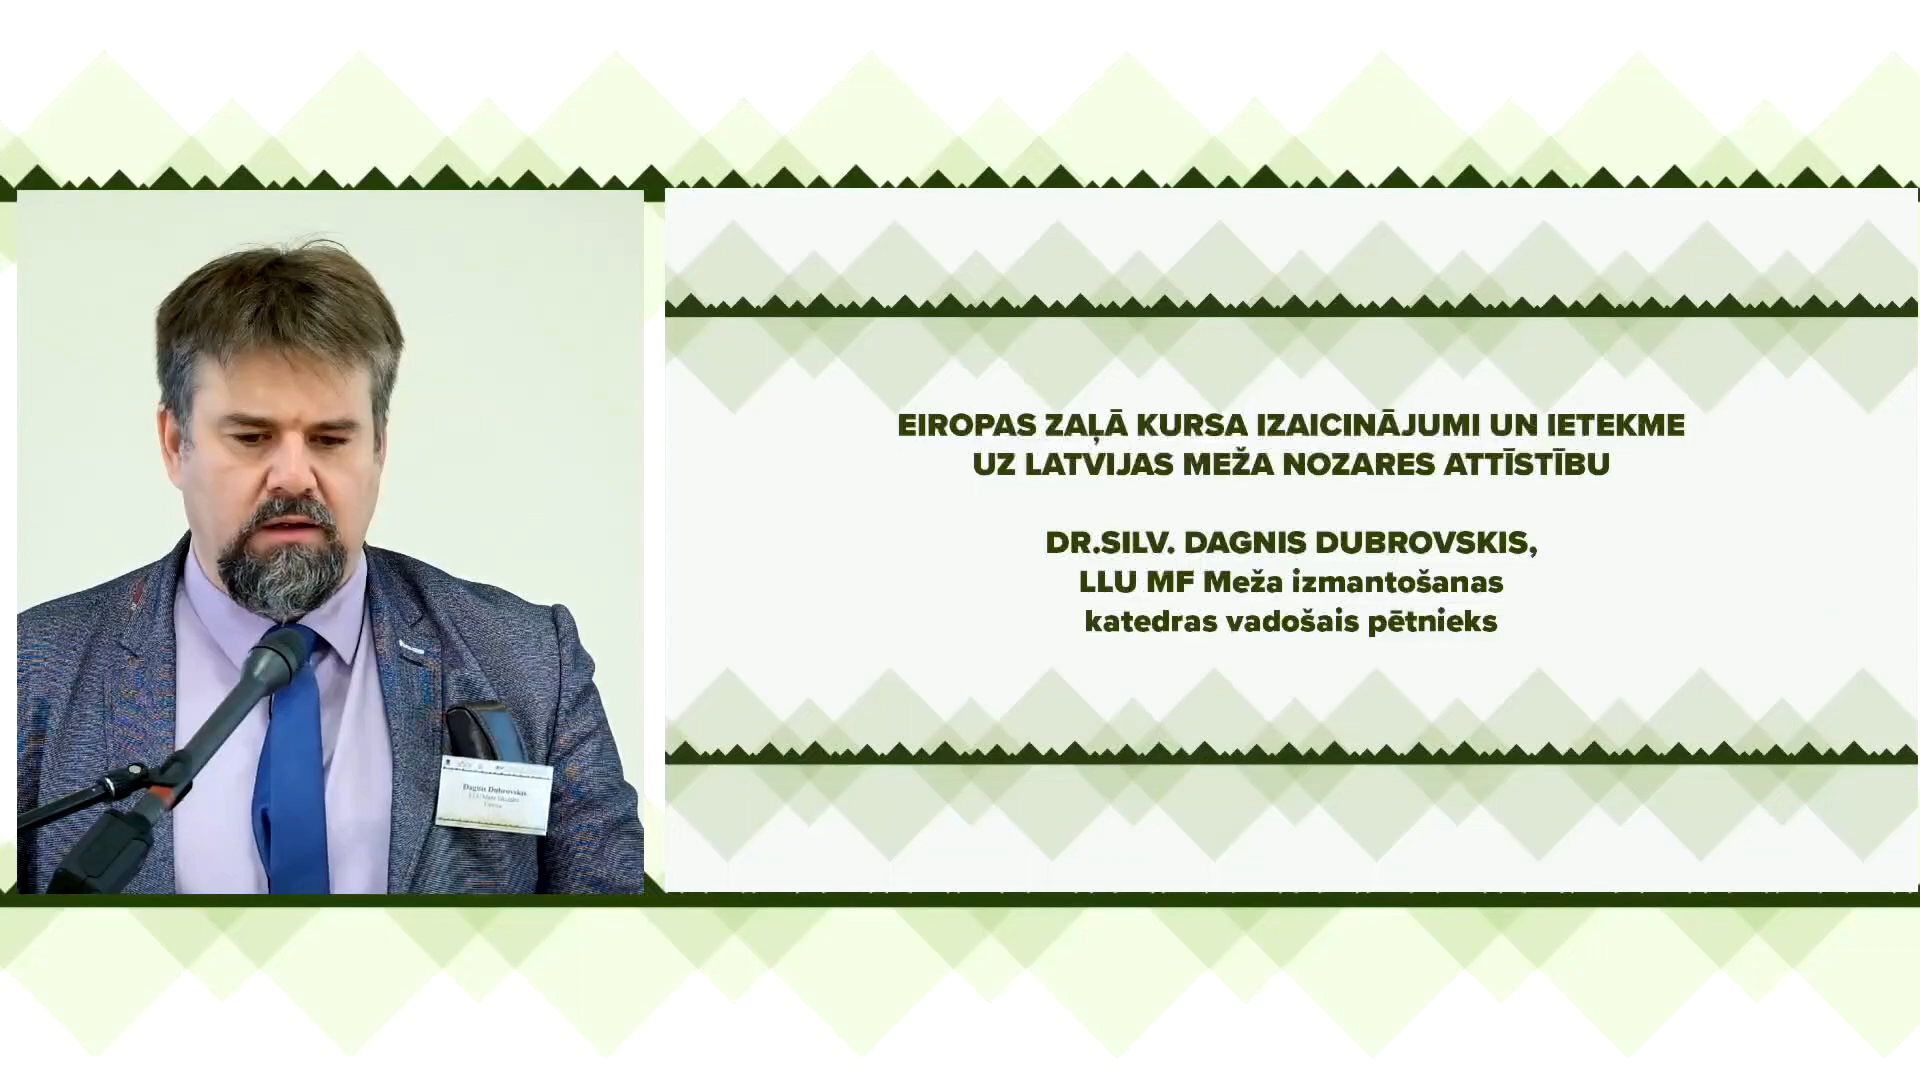 EIROPAS ZAĻĀ KURSA IZAICINĀJUMI UN IETEKME
UZ LATVIJAS MEŽA NOZARES ATTĪSTĪBU
DR.SILV. DAGNIS DUBROVSKIS,
LLU MF Meža izmantošanas
katedras vadošais pētnieks
Dagnis Dubrovskis